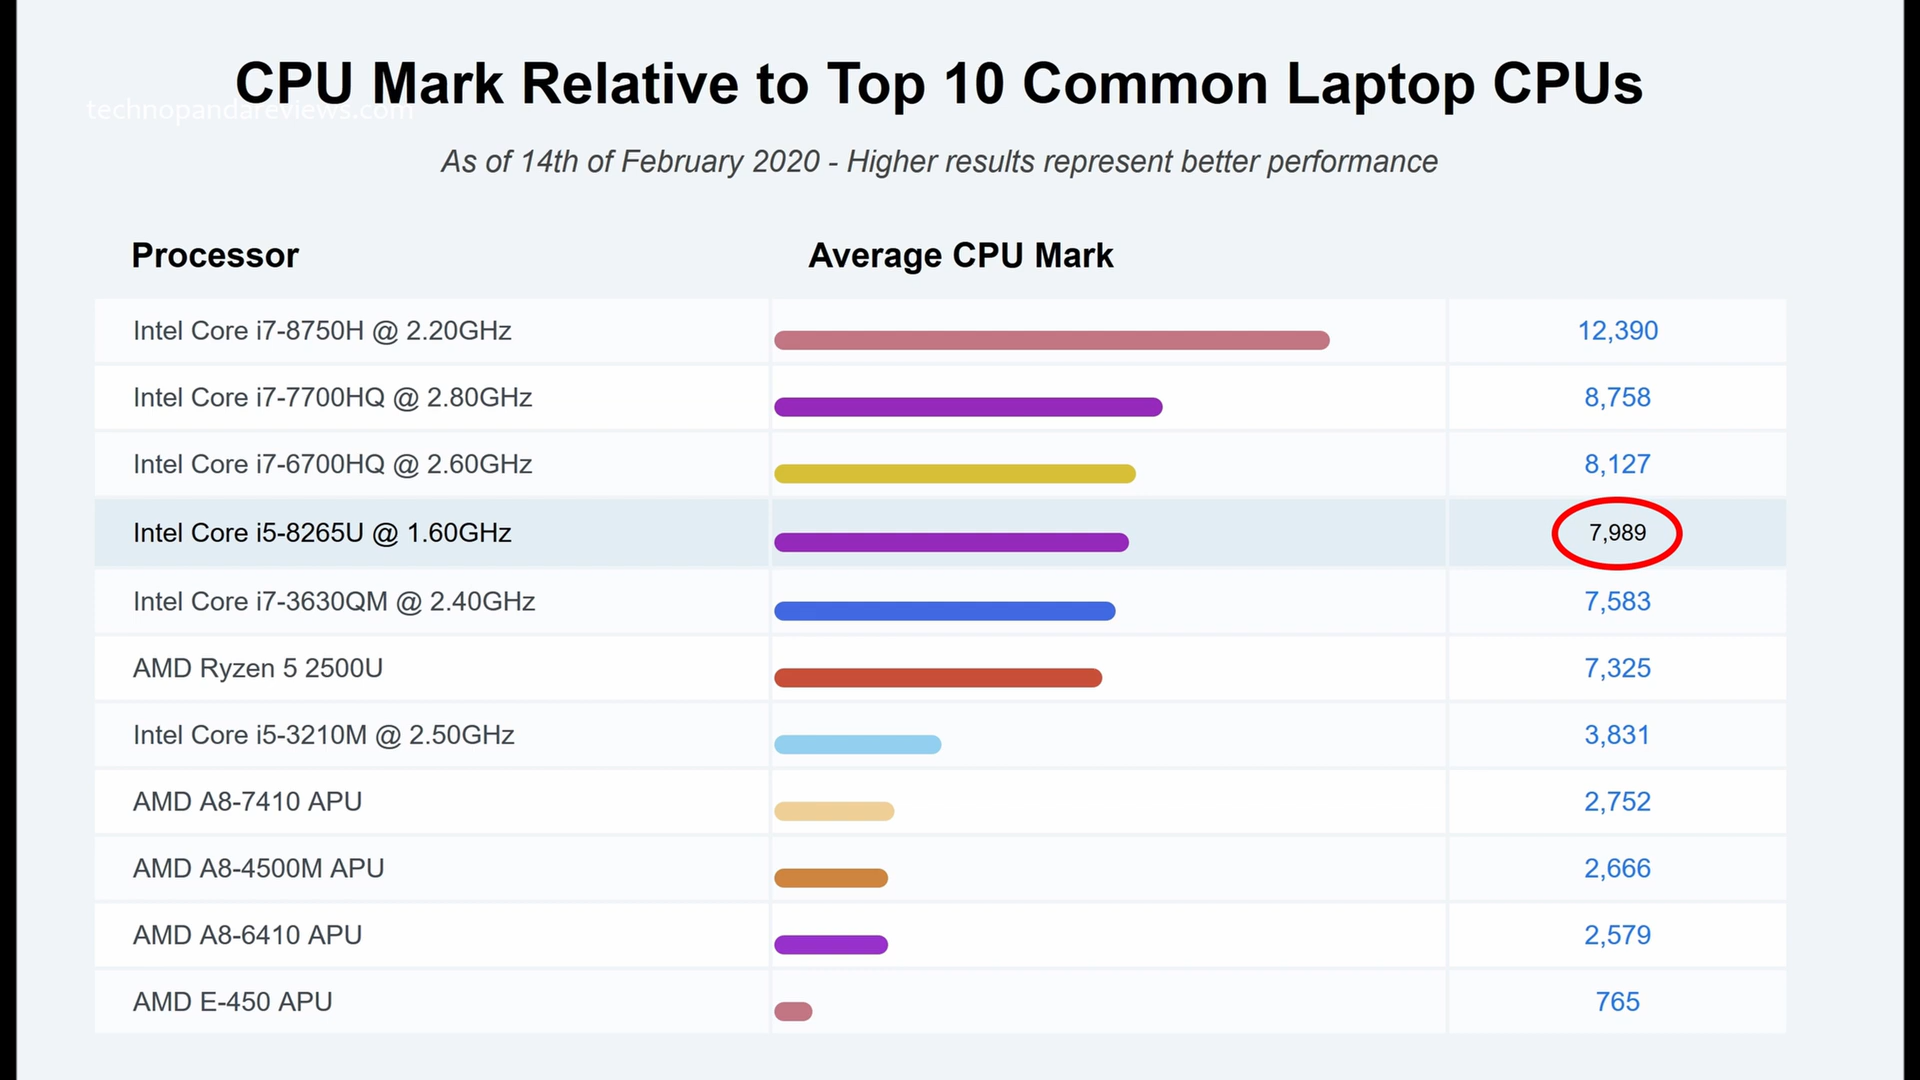 CPU Mark Relative to Top 10 Common Laptop CPUs
technopandareviews.com
As of 14th of February 2020 - Higher results represent better performance
Processor Average CPU Mark
Intel Core i7-8750H @ 2.20GHz 12,390
Intel Core i7-7700HQ @ 2.80GHz 8,758
Intel Core i7-6700HQ @ 2.60GHz 8,127
Intel Core i5-8265U @ 1.60GHz 7,989
Intel Core i7-3630QM @ 2.40GHz 7,583
AMD Ryzen 5 2500U 7,325
Intel Core i5-3210M @ 2.50GHz 3,831
AMD A8-7410 APU 2,752
AMD A8-4500M APU 2,666
AMD A8-6410 APU 2,579
AMD E-450 APU 765